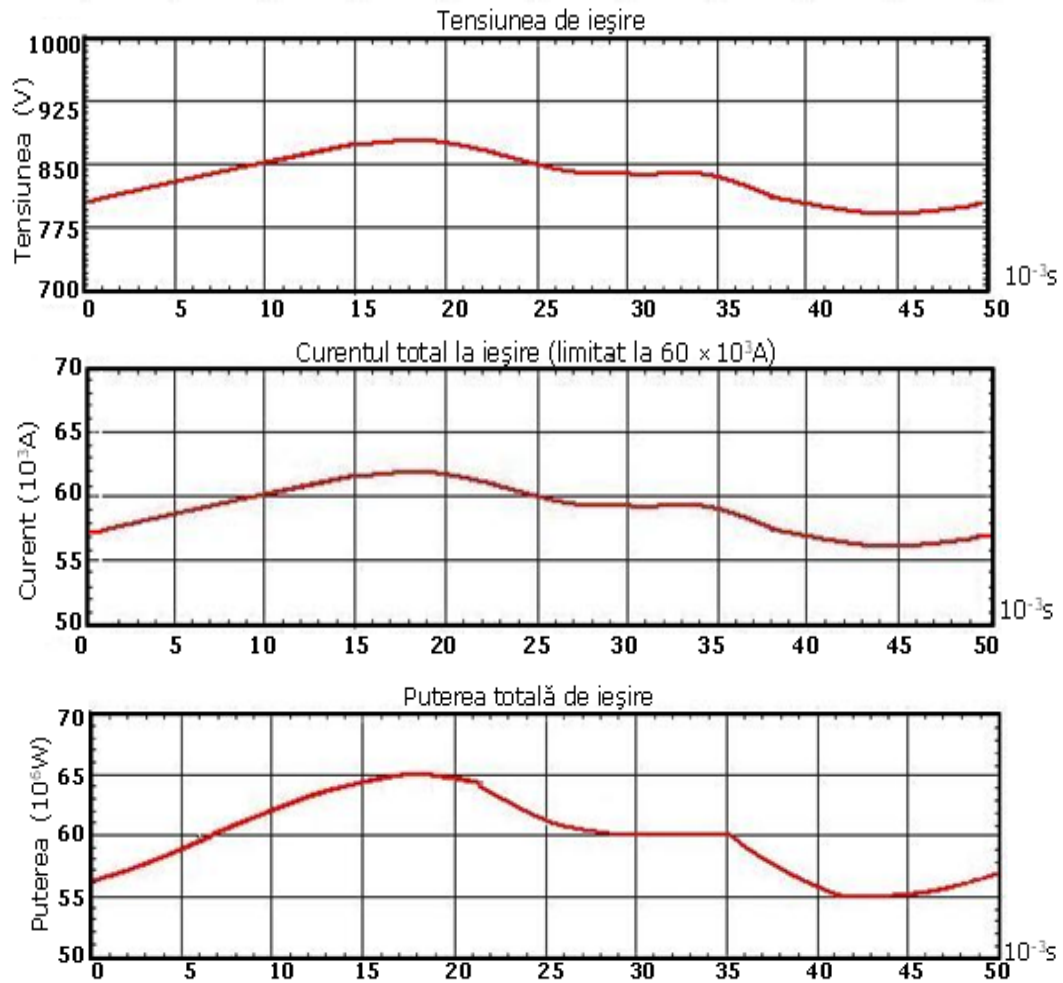 Tensiunea de ieşire
Tensiunea (V)
1000
925
850
775
700
0 5 10 15 20 25 30 35 40 45 50
10⁻³s
Curentul total la ieşire (limitat la 60 × 10³A)
Curent (10³A)
70
65
60
55
50
0 5 10 15 20 25 30 35 40 45 50
10⁻³s
Puterea totală de ieşire
Puterea (10⁶W)
70
65
60
55
50
0 5 10 15 20 25 30 35 40 45 50
10⁻³s